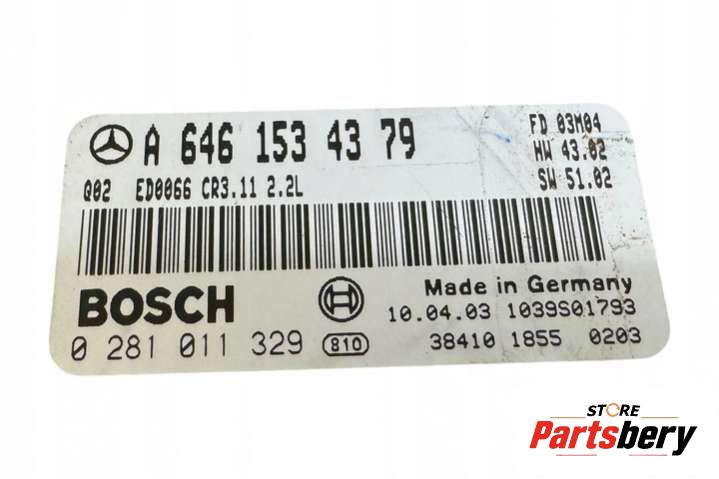 A 646 153 43 79
FD 03M04
HW 43.02
Q02 ED0066 CR3.11 2.2L
SW 51.02
BOSCH
Made in Germany
10.04.03 1039S01793
0 281 011 329 810
38410 1855 0203
STORE
Partsbery